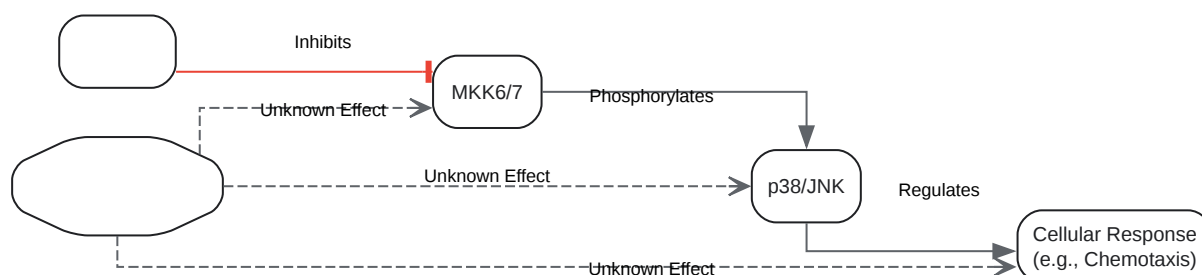 Inhibits
MKK6/7
Unknown Effect
Phosphorylates
Unknown Effect
p38/JNK
Regulates
Cellular Response
(e.g., Chemotaxis)
Unknown Effect